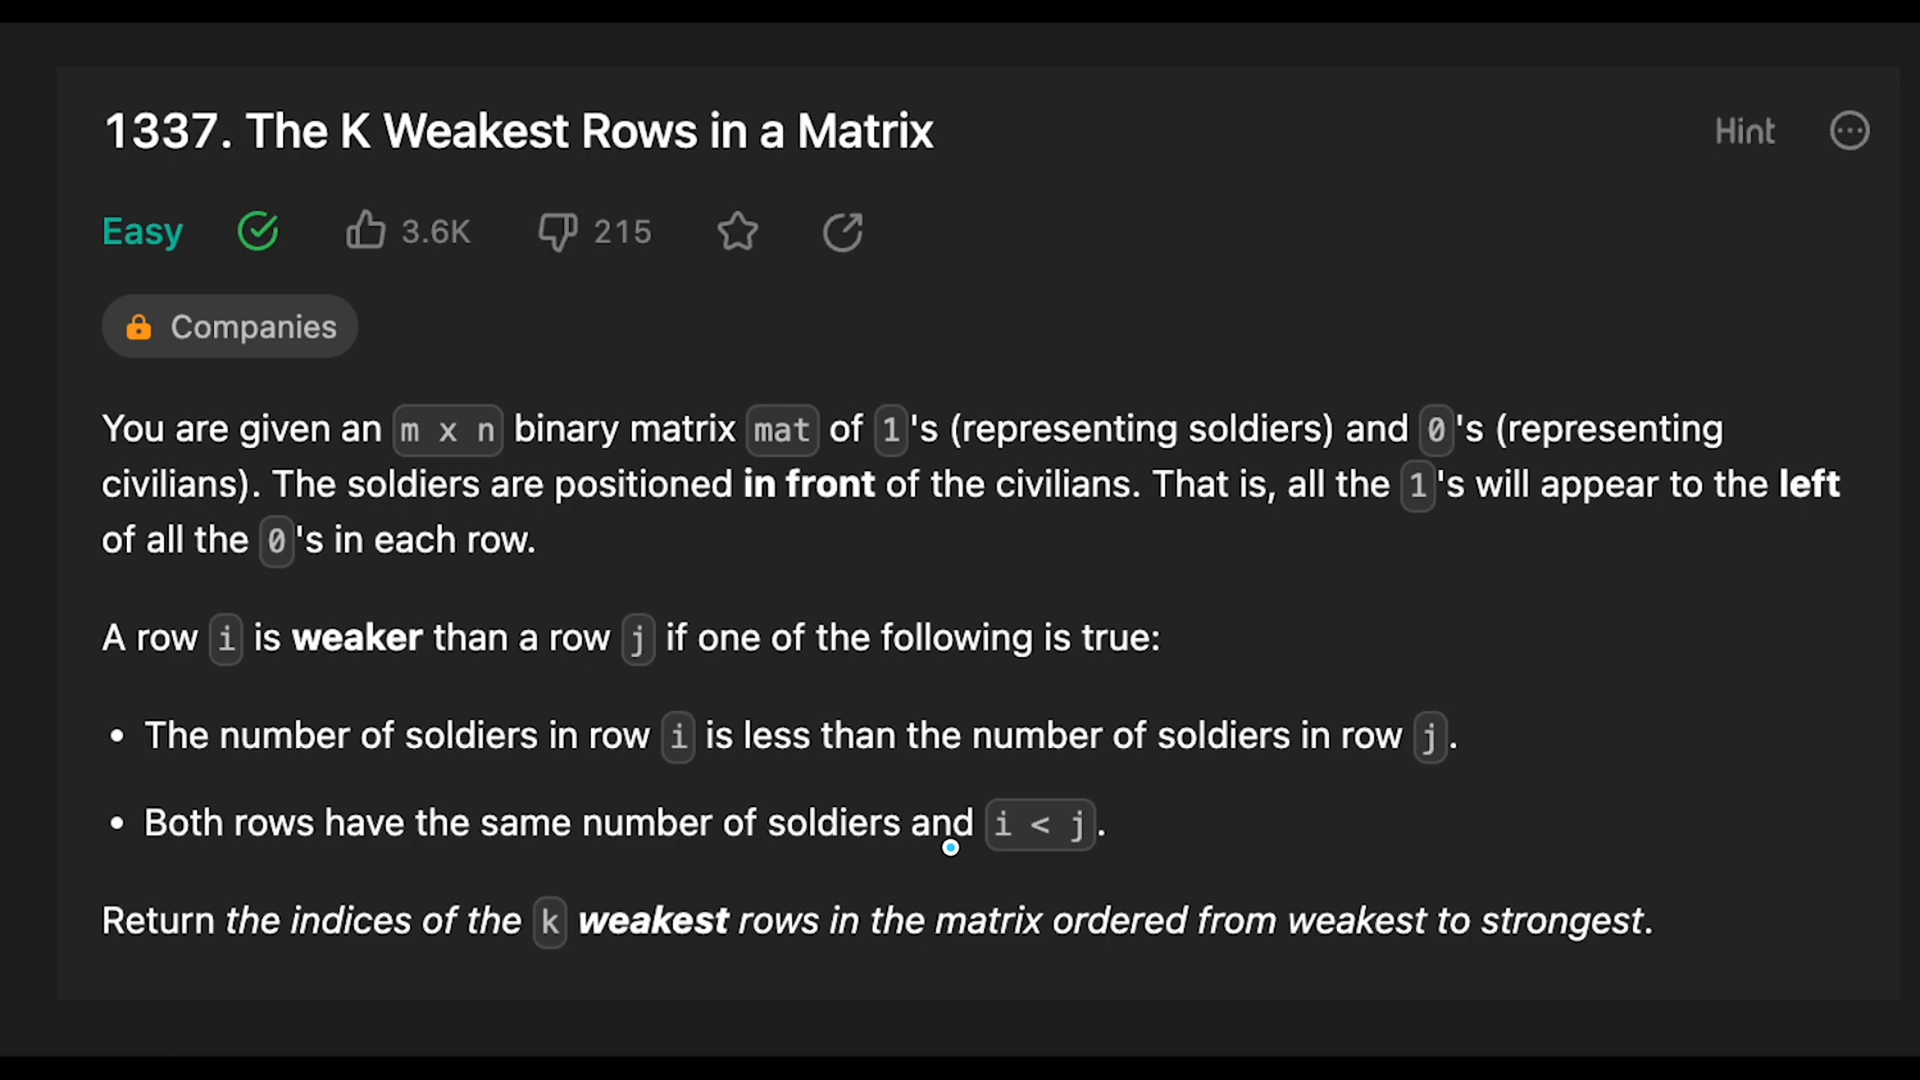 1337. The K Weakest Rows in a Matrix
Hint
Easy
3.6K
215
Companies
You are given an m x n binary matrix mat of 1's (representing soldiers) and 0's (representing
civilians). The soldiers are positioned in front of the civilians. That is, all the 1's will appear to the left
of all the 0's in each row.
A row i is weaker than a row j if one of the following is true:
• The number of soldiers in row i is less than the number of soldiers in row j.
• Both rows have the same number of soldiers and i < j.
Return the indices of the k weakest rows in the matrix ordered from weakest to strongest.